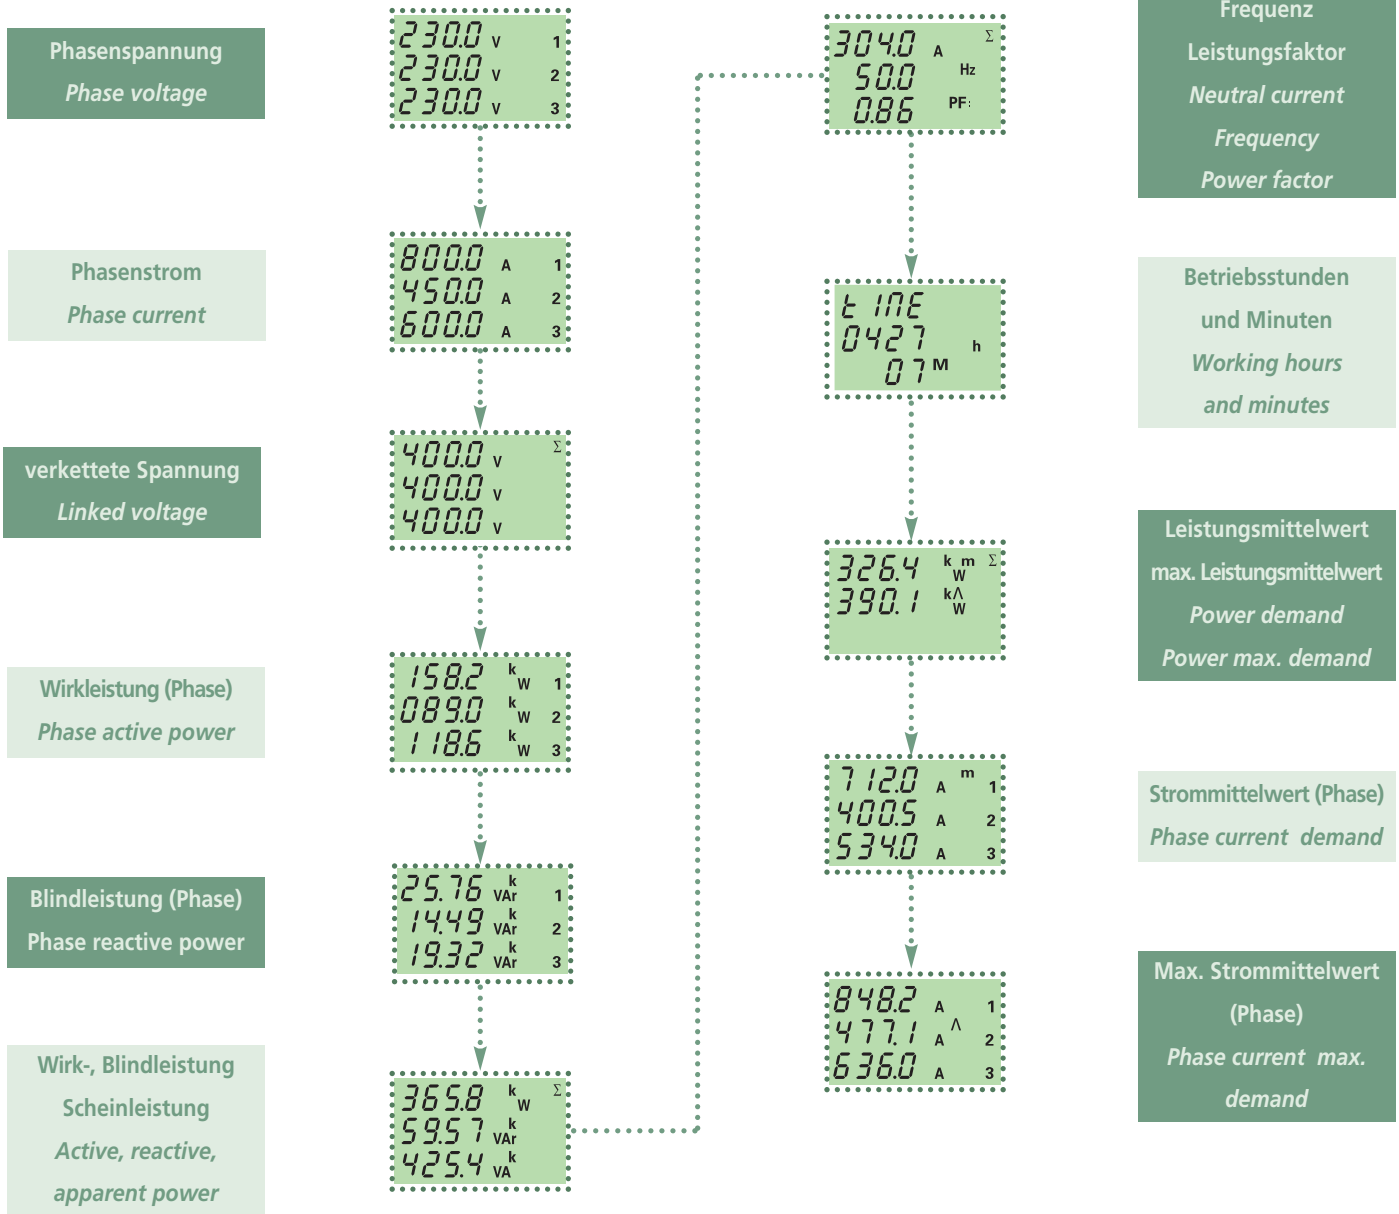 Phasenspannung
Phase voltage
230.0 V 1
230.0 V 2
230.0 V 3
Phasenstrom
Phase current
800.0 A 1
450.0 A 2
600.0 A 3
verkettete Spannung
Linked voltage
400.0 V Σ
400.0 V
400.0 V
Wirkleistung (Phase)
Phase active power
158.2 kW 1
089.0 kW 2
118.6 kW 3
Blindleistung (Phase)
Phase reactive power
25.76 kVAr 1
14.49 kVAr 2
19.32 kVAr 3
Wirk-, Blindleistung
Scheinleistung
Active, reactive,
apparent power
365.8 kW Σ
59.57 kVAr
425.4 kVA
304.0 A Σ
50.0 Hz
0.86 PF:
Frequenz
Leistungsfaktor
Neutral current
Frequency
Power factor
tIME
0427 h
07 M
Betriebsstunden
und Minuten
Working hours
and minutes
326.4 k m W Σ
390.1 k Λ W
Leistungsmittelwert
max. Leistungsmittelwert
Power demand
Power max. demand
712.0 A m 1
400.5 A 2
534.0 A 3
Strommittelwert (Phase)
Phase current demand
848.2 A 1
477.1 A Λ 2
636.0 A 3
Max. Strommittelwert
(Phase)
Phase current max.
demand